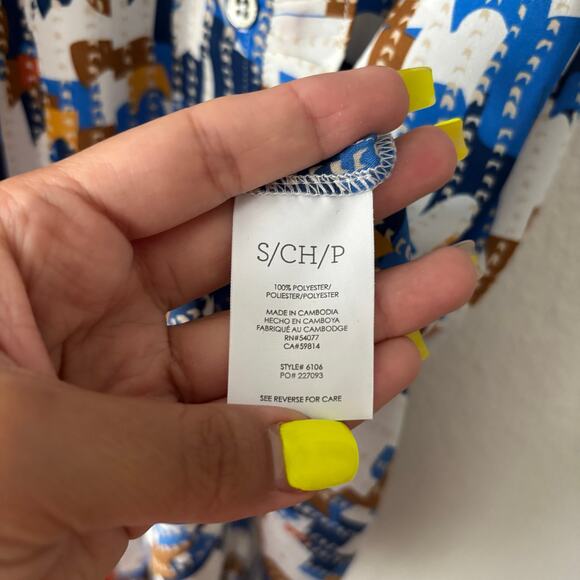 S/CH/P
100% POLYESTER/
POLIESTER/POLYESTER
MADE IN CAMBODIA
HECHO EN CAMBOYA
FABRIQUÉ AU CAMBODGE
RN#54077
CA#59814
STYLE# 6106
PO# 227093
SEE REVERSE FOR CARE